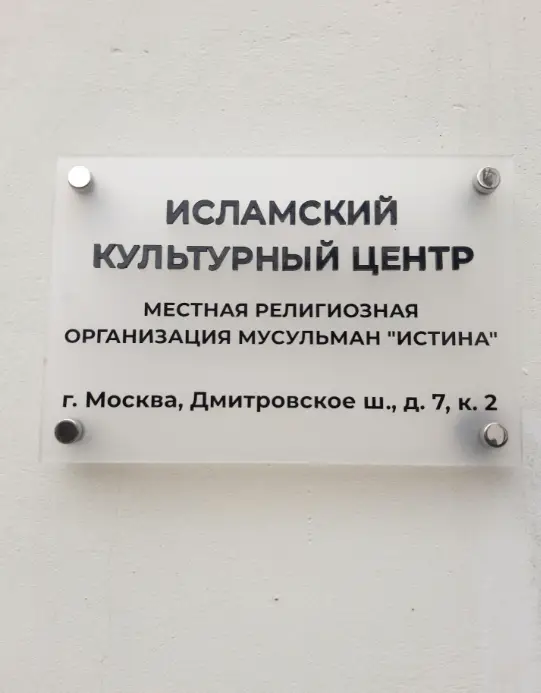 ИСЛАМСКИЙ
КУЛЬТУРНЫЙ ЦЕНТР
МЕСТНАЯ РЕЛИГИОЗНАЯ
ОРГАНИЗАЦИЯ МУСУЛЬМАН "ИСТИНА"
г. Москва, Дмитровское ш., д. 7, к. 2